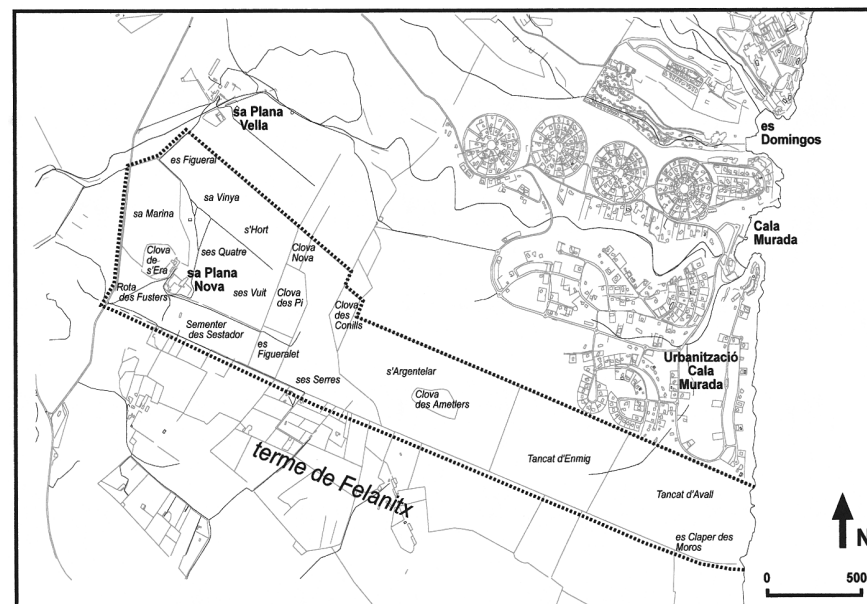 sa Plana
Vella
es
Domingos
es Figueral
sa Vinya
sa Marina
s'Hort
Cala
Murada
Clova
de
s'Era
ses Quatre
Clova
Nova
sa Plana
Nova
Rota
des Fusters
ses Vuit
Clova
des Pi
Clova
des
Conills
Sementer
des Sestador
es
Figueralet
Urbanització
Cala
Murada
ses Serres
s'Argentelar
Clova
des Ametlers
terme de Felanitx
Tancat d'Enmig
Tancat d'Avall
es Claper des
Moros
N
0 500